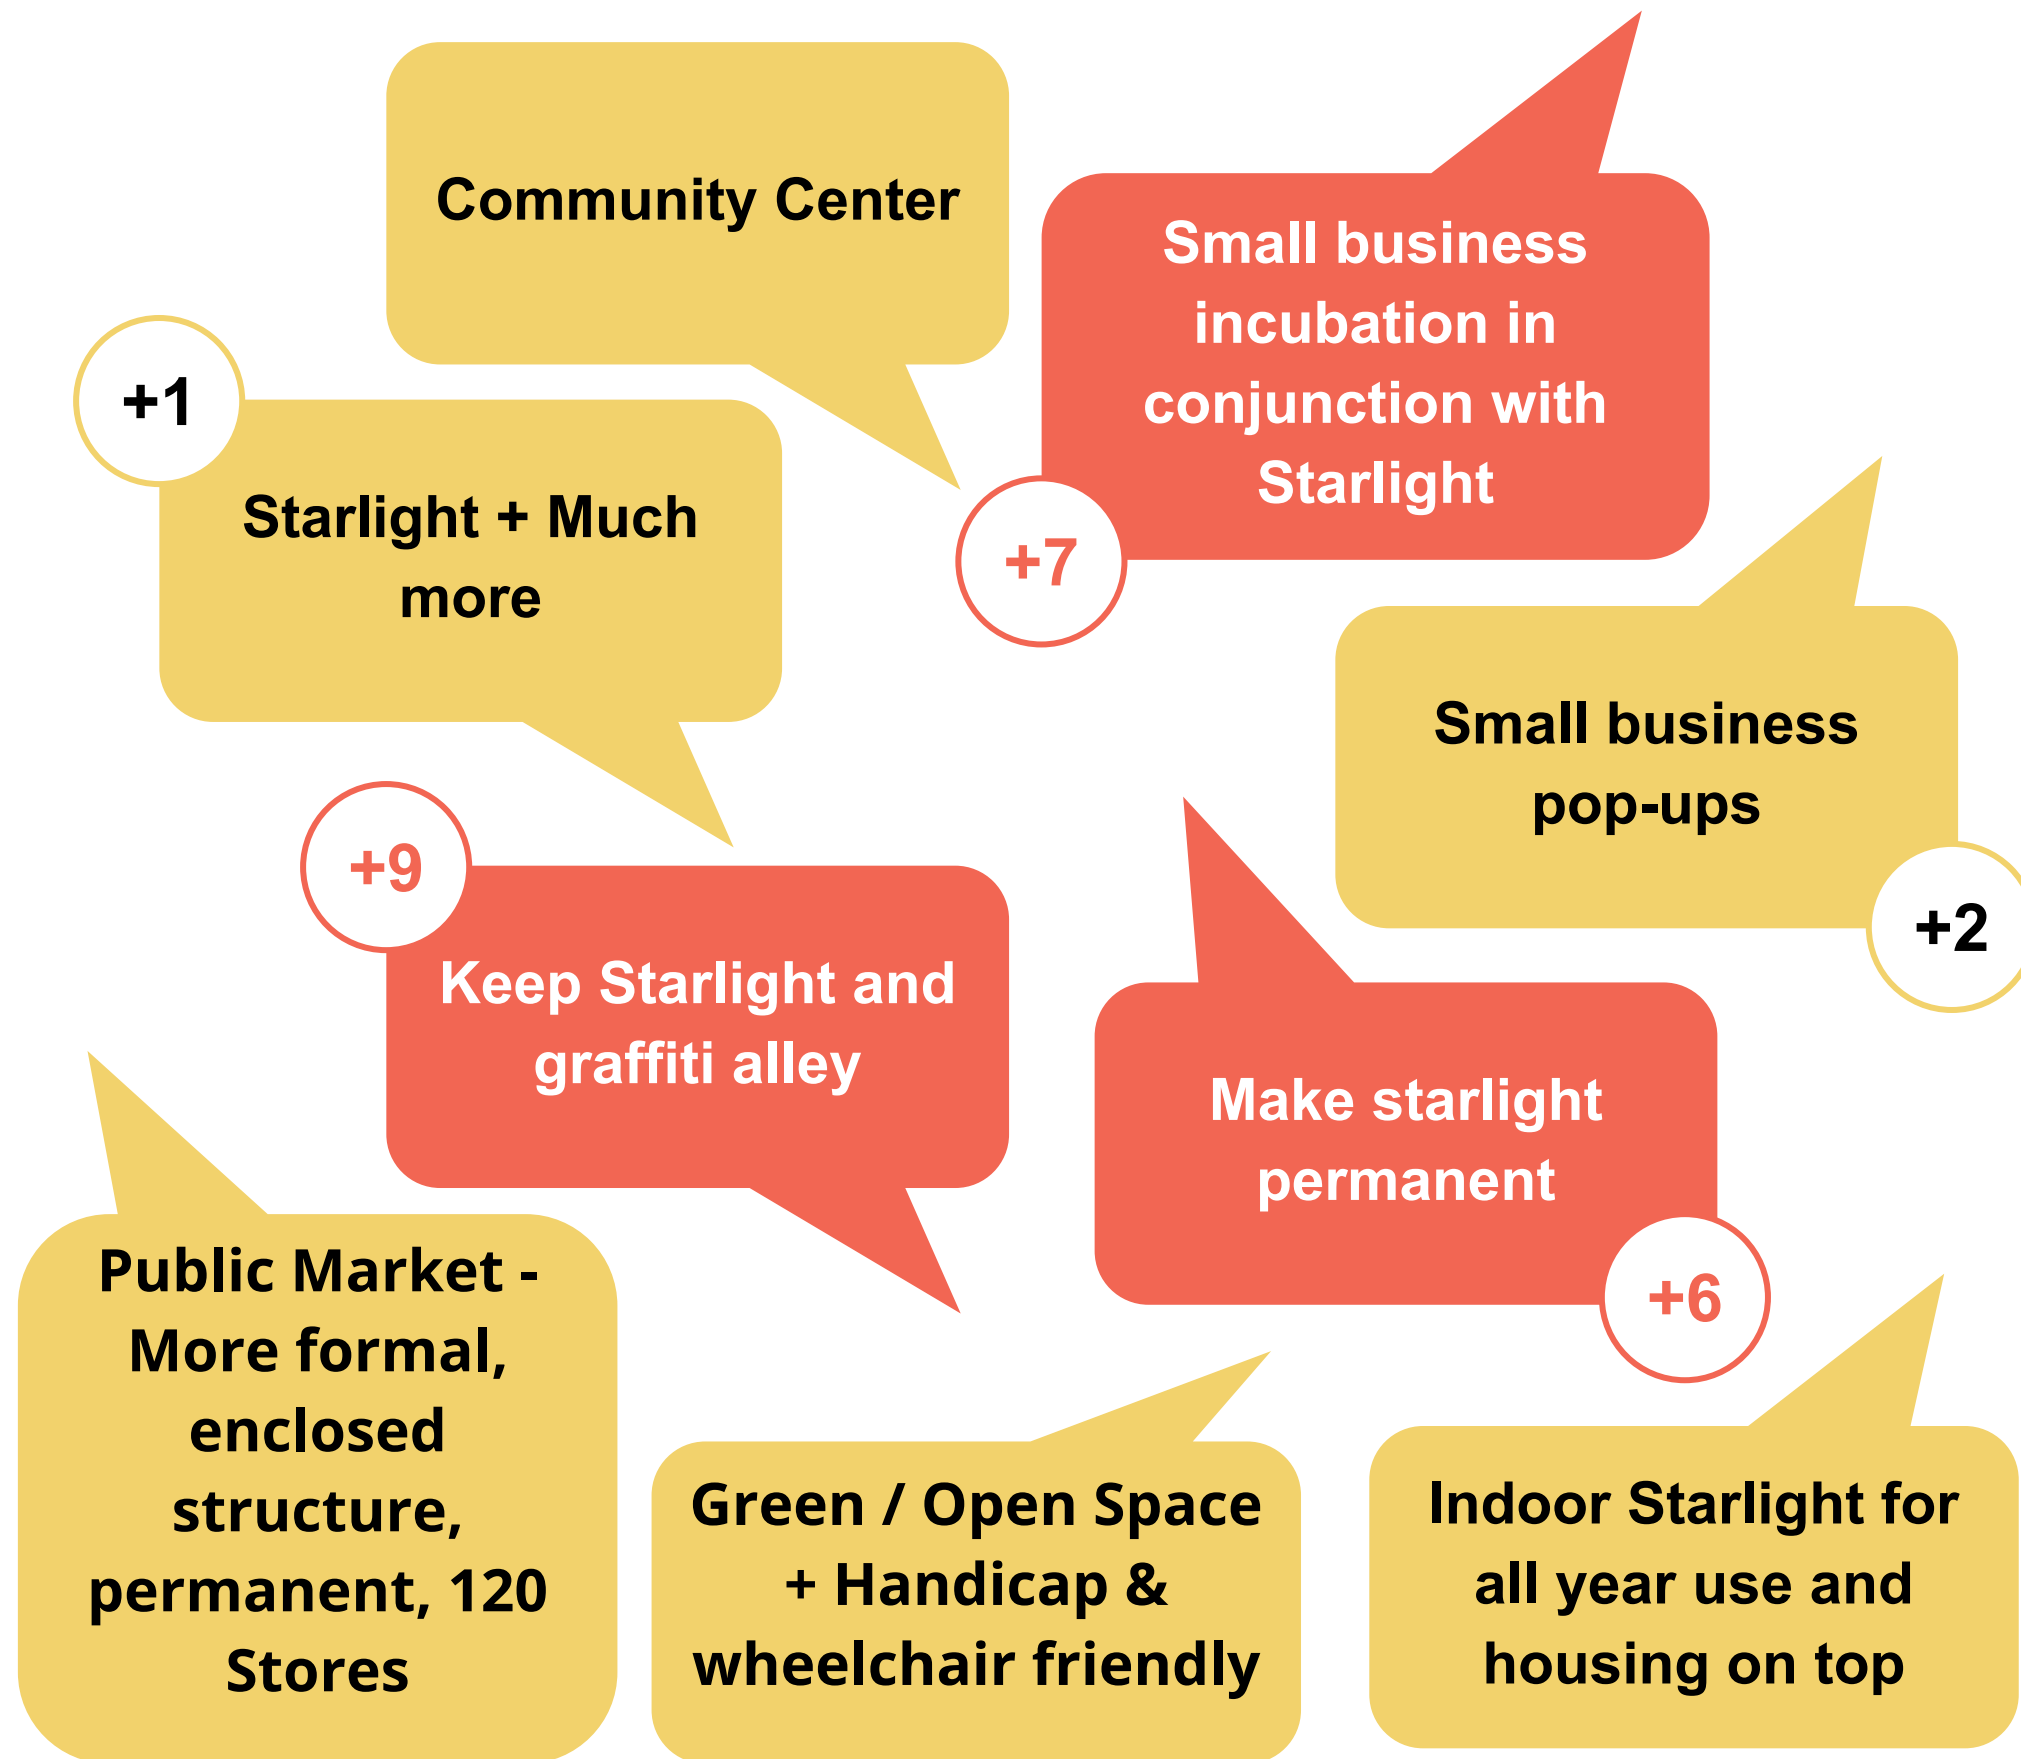 Community Center
Small business
incubation in
conjunction with
Starlight
+7
+1
Starlight + Much
more
Small business
pop-ups
+2
+9
Keep Starlight and
graffiti alley
Make starlight
permanent
+6
Public Market -
More formal,
enclosed
structure,
permanent, 120
Stores
Green / Open Space
+ Handicap &
wheelchair friendly
Indoor Starlight for
all year use and
housing on top